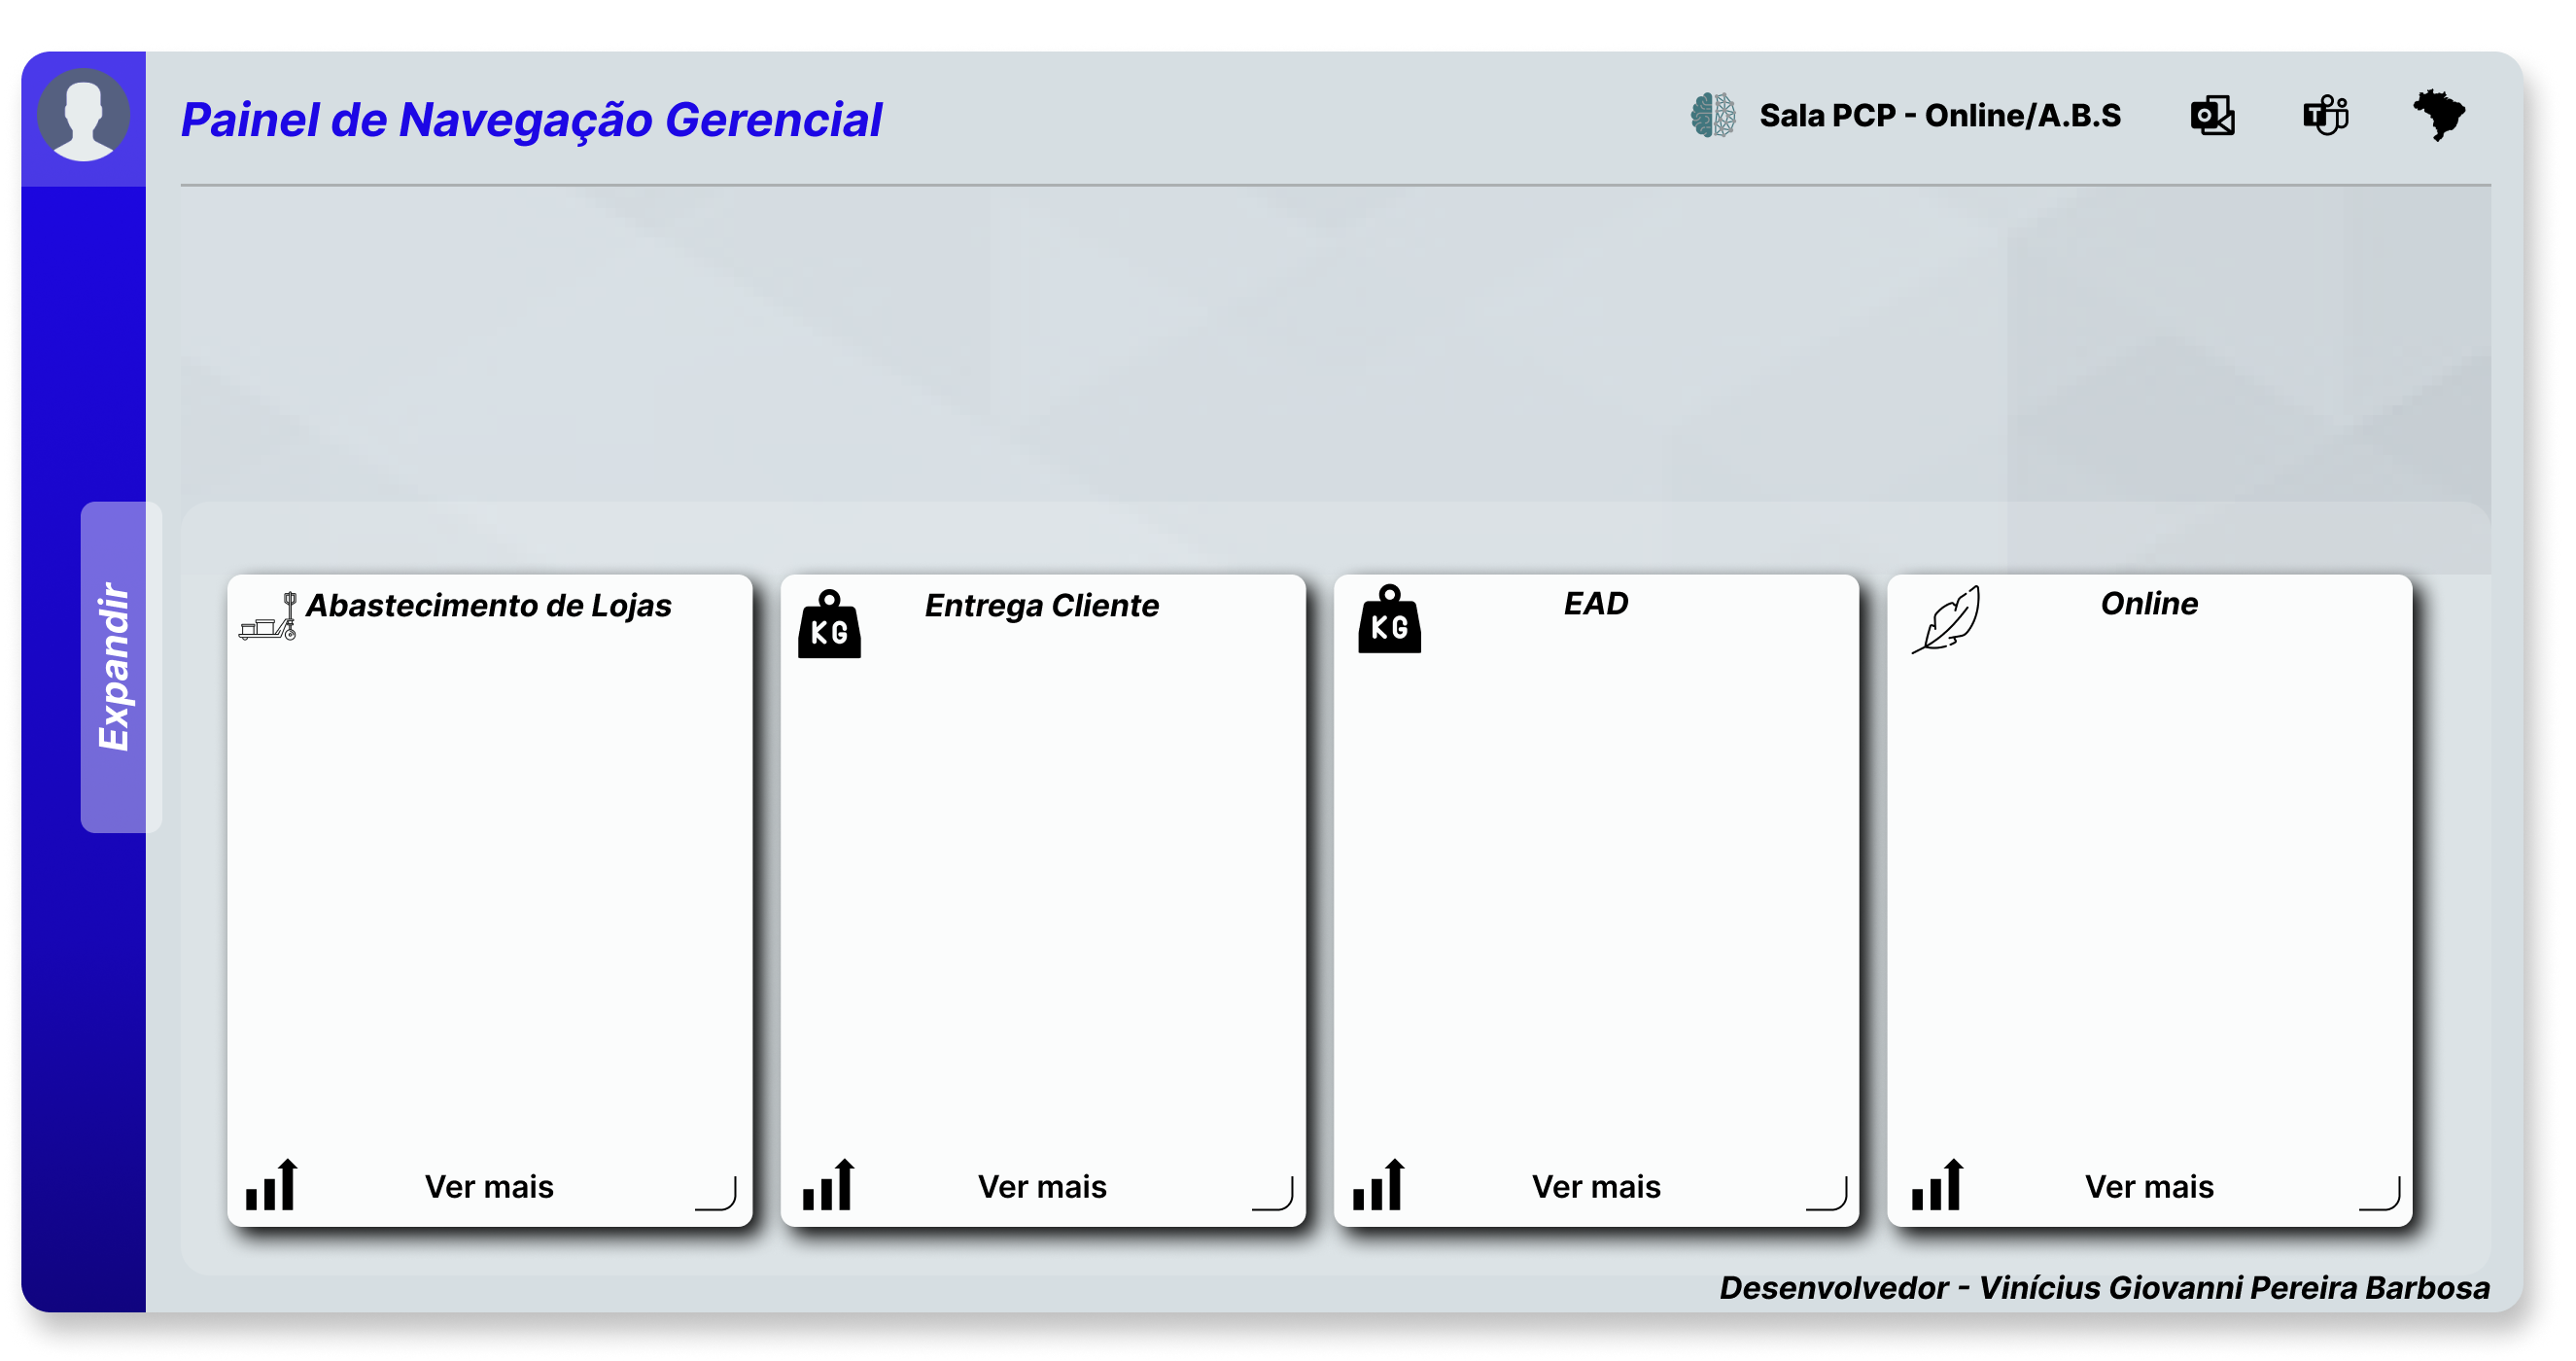 Painel de Navegação Gerencial
Sala PCP - Online/A.B.S
T
Expandir
Abastecimento de Lojas
KG
Entrega Cliente
KG
EAD
Online
Ver mais
Ver mais
Ver mais
Ver mais
Desenvolvedor - Vinícius Giovanni Pereira Barbosa